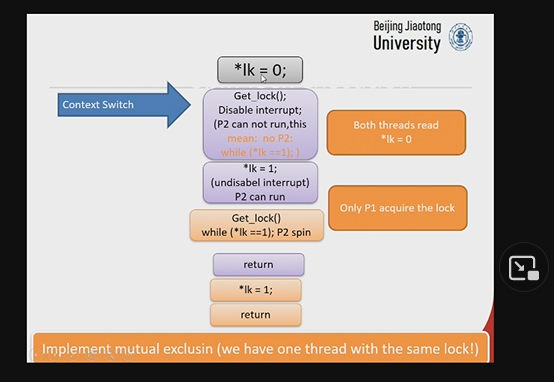 Beijing Jiaotong
University
*lk = 0;
Context Switch
Get_lock();
Disable interrupt;
(P2 can not run,this
mean: no P2:
while (*lk ==1); )
Both threads read
*lk = 0
*lk = 1;
(undisabel interrupt)
P2 can run
Only P1 acquire the lock
Get_lock()
while (*lk ==1); P2 spin
return
*lk = 1;
return
Implement mutual exclusin (we have one thread with the same lock!)